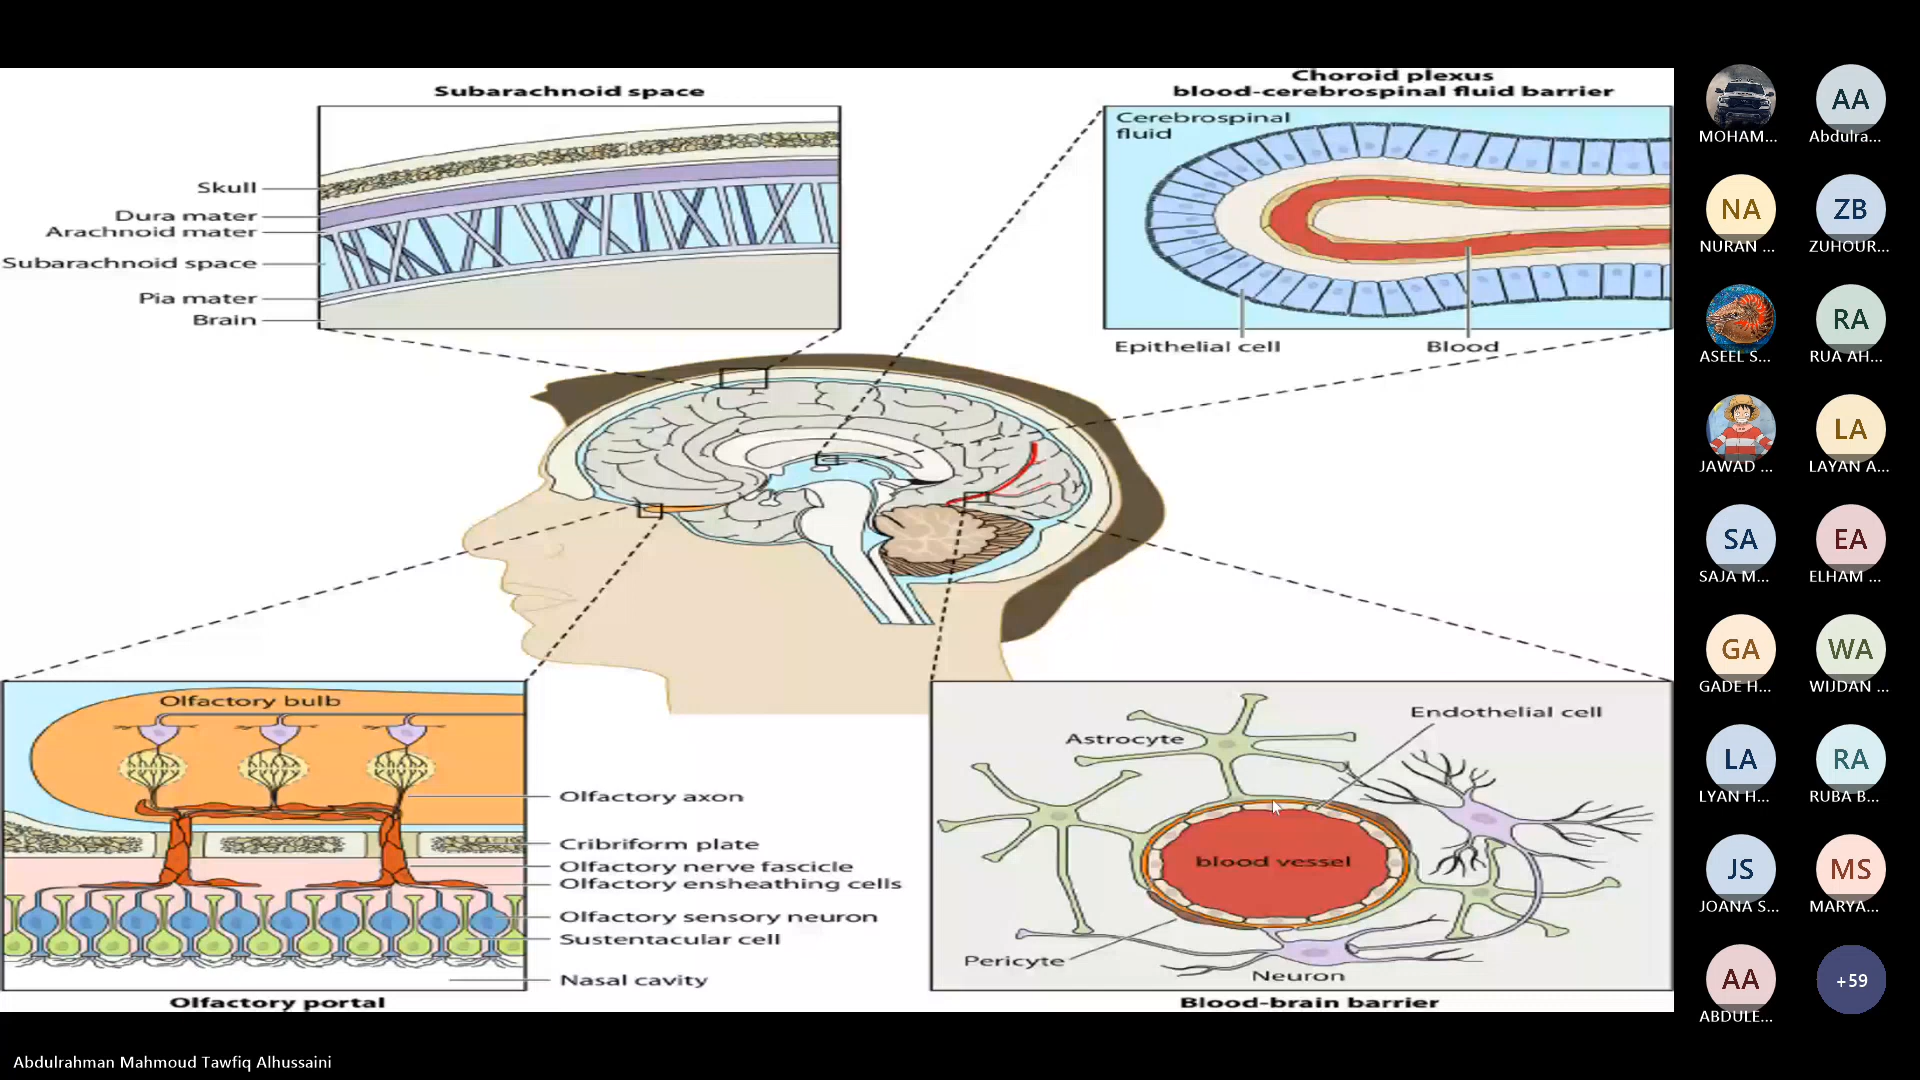 Subarachnoid space
Skull
Dura mater
Arachnoid mater
Subarachnoid space
Pia mater
Brain
Choroid plexus
blood-cerebrospinal fluid barrier
Cerebrospinal
fluid
Epithelial cell
Blood
Olfactory bulb
Olfactory axon
Cribriform plate
Olfactory nerve fascicle
Olfactory ensheathing cells
Olfactory sensory neuron
Sustentacular cell
Nasal cavity
Olfactory portal
Endothelial cell
Astrocyte
blood vessel
Pericyte
Neuron
Blood-brain barrier
MOHAM...
AA
Abdulra...
NA
NURAN ...
ZB
ZUHOUR...
ASEEL S...
RA
RUA AH...
JAWAD ...
LA
LAYAN A...
SA
SAJA M...
EA
ELHAM ...
GA
GADE H...
WA
WIJDAN ...
LA
LYAN H...
RA
RUBA B...
JS
JOANA S...
MS
MARYA...
AA
ABDULE...
+59
Abdulrahman Mahmoud Tawfiq Alhussaini